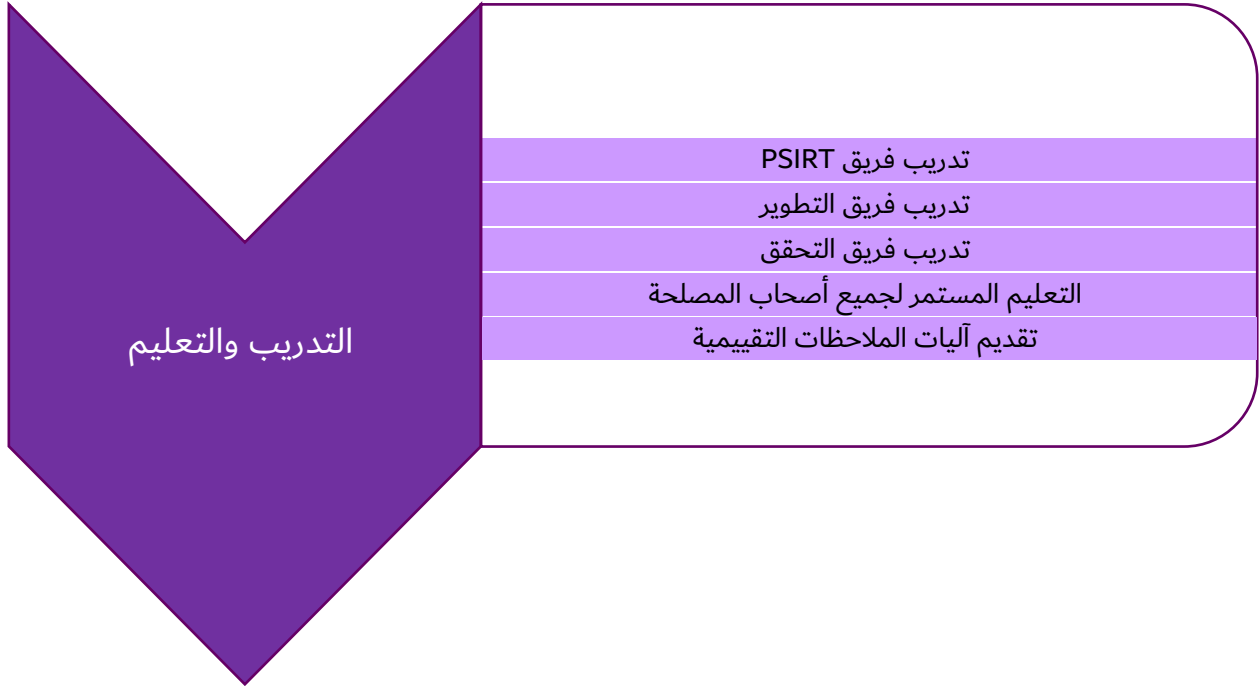 التدريب والتعليم
تدريب فريق PSIRT
تدريب فريق التطوير
تدريب فريق التحقق
التعليم المستمر لجميع أصحاب المصلحة
تقديم آليات الملاحظات التقييمية